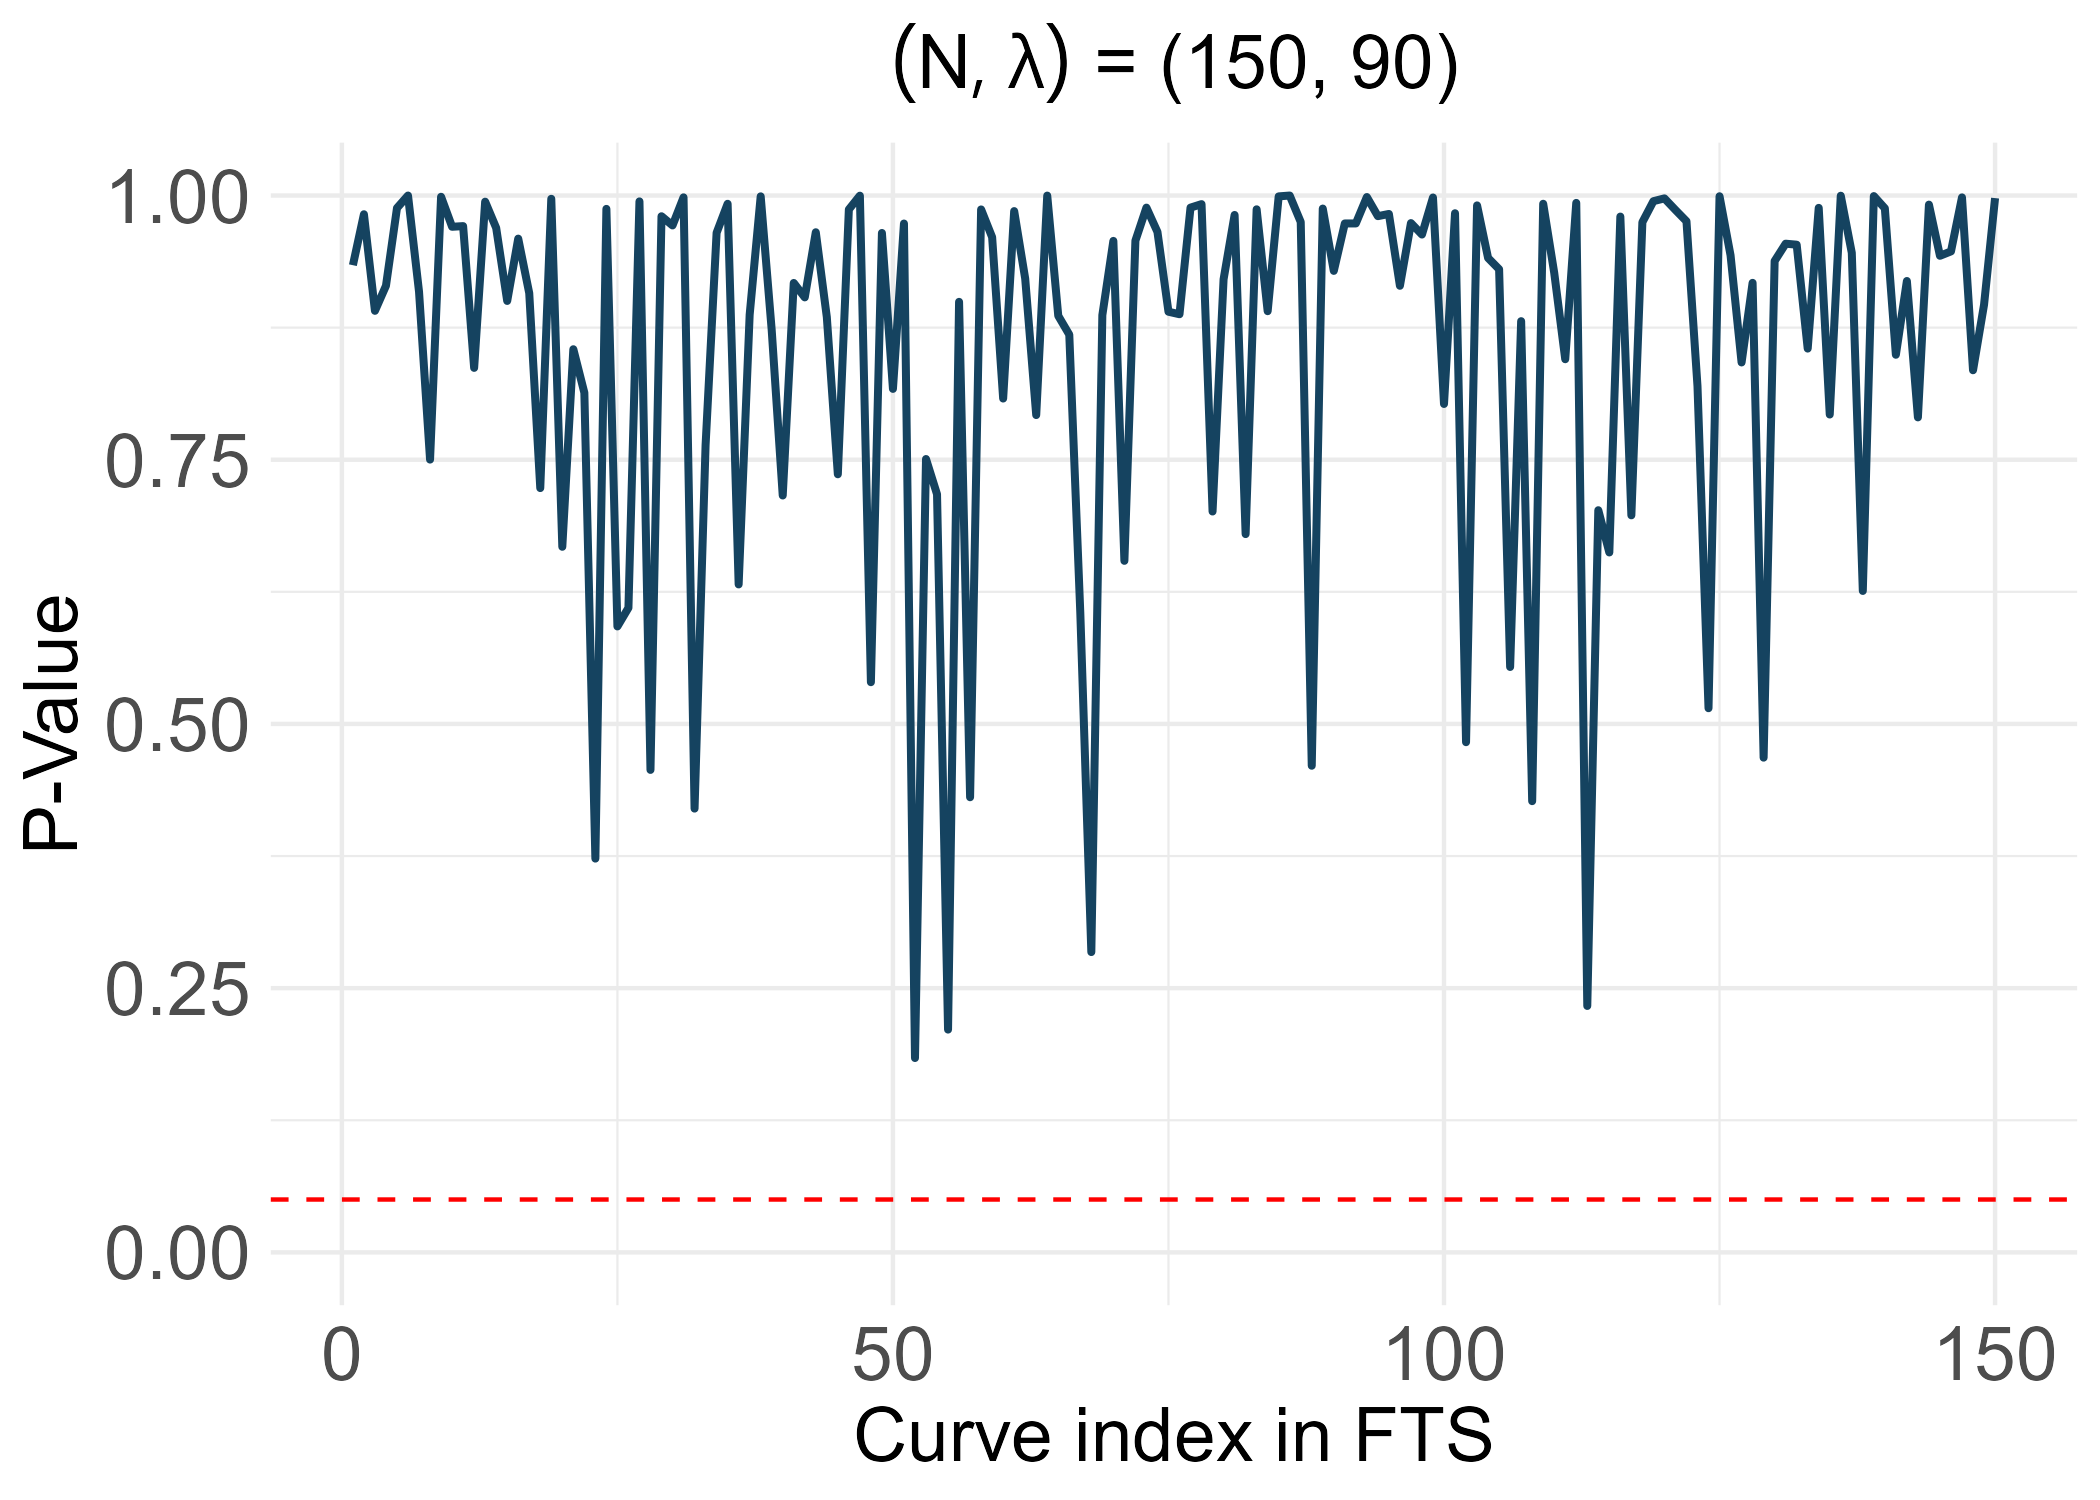 (N, λ) = (150, 90)
1.00
0.75
0.50
0.25
0.00
P-Value
0 50 100 150
Curve index in FTS